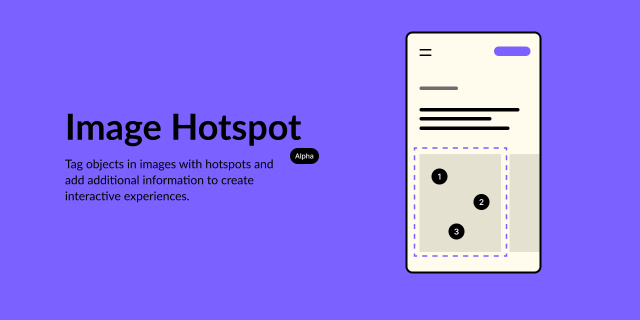 Image Hotspot
Alpha
Tag objects in images with hotspots and
add additional information to create
interactive experiences.
1
2
3